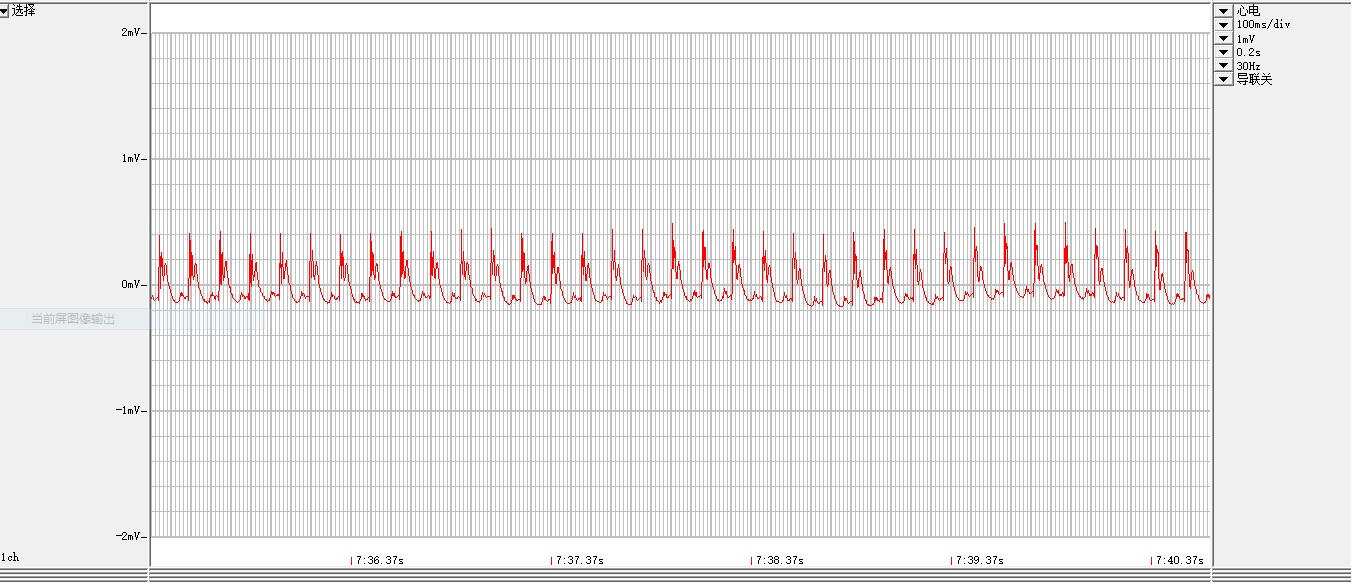 选择
2mV
1mV
0mV
-1mV
-2mV
1ch
当前屏图像输出
7:36.37s
7:37.37s
7:38.37s
7:39.37s
7:40.37s
心电
100ms/div
1mV
0.2s
30Hz
导联关